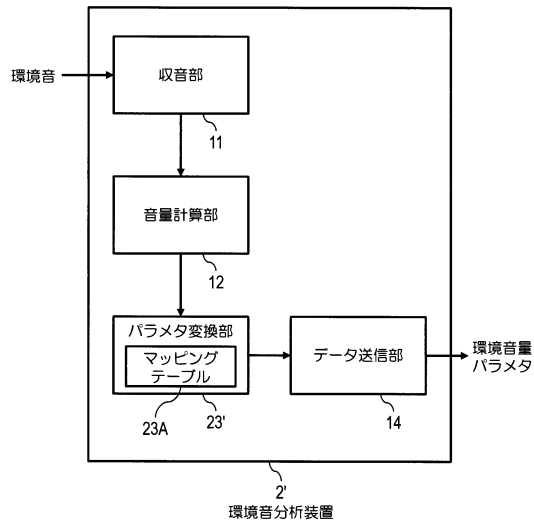 環境音
収音部
11
音量計算部
12
パラメタ変換部
マッピング
テーブル
23A
23'
データ送信部
14
環境音量
パラメタ
2'
環境音分析装置